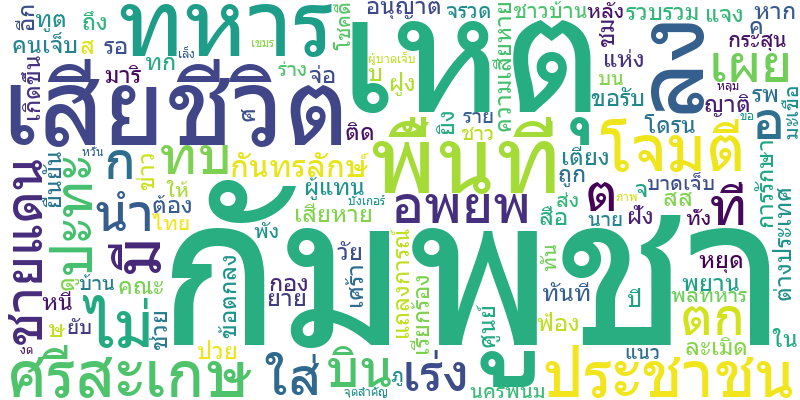 อีก
ทูต
ถึง
ทหาร
คนเจ็บ
ส
รอ
เล็ง
เขมร
โชคดี
อนุญาต
จรวด
ชาวบ้าน
หลัง
รวบรวม
แจง
หาก
กระสุน
เหตุ
ลง
เผย
แห่ง
บน
ขอรับ
ญาติ
รพ
หลุม
ขอ
มะเขือ
โดรน
อ
เกิดขึ้น
มาริ
ทก
ร่าง
จ่อ
ผู้บาดเจ็บ
บ
ฝูง
ความเสียหาย
เสียชีวิต
ติด
ยิง
ราย
ชาว
พื้นที่
เตียง
ถูก
โจมตี
การรักษา
ชายแดน
ยืนยัน
หวั่น
ปะทะ
ก
ข่าว
ทบ
กันทรลักษ์
ให้
ผู้แทน
บังเกอร์
อพยพ
เสียหาย
นำ
ต้อง
ไทย
มี
พัง
ต
จ
บาดเจ็บ
ภาพ
สส
ส่ง
สื่อ
นาย
ฝั่ง
ทั้ง
ที่
ต่างประเทศ
กัมพูชา
บ้าน
คณะ
หนี
ไม่
ยับ
ช่วย
ข้อตกลง
กอง
ยาย
วัย
เศร้า
แถลงการณ์
เรียกร้อง
ศูนย์
ทัน
ทันที
ฟ้อง
ปี
หยุด
พยาน
พลทหาร
ตก
ละเมิด
ใน
แนว
งด
ป่วย
ศรีสะเกษ
ใส่
บิน
ภู
เร่ง
จุดสำคัญ
นครพนม
ประชาชน